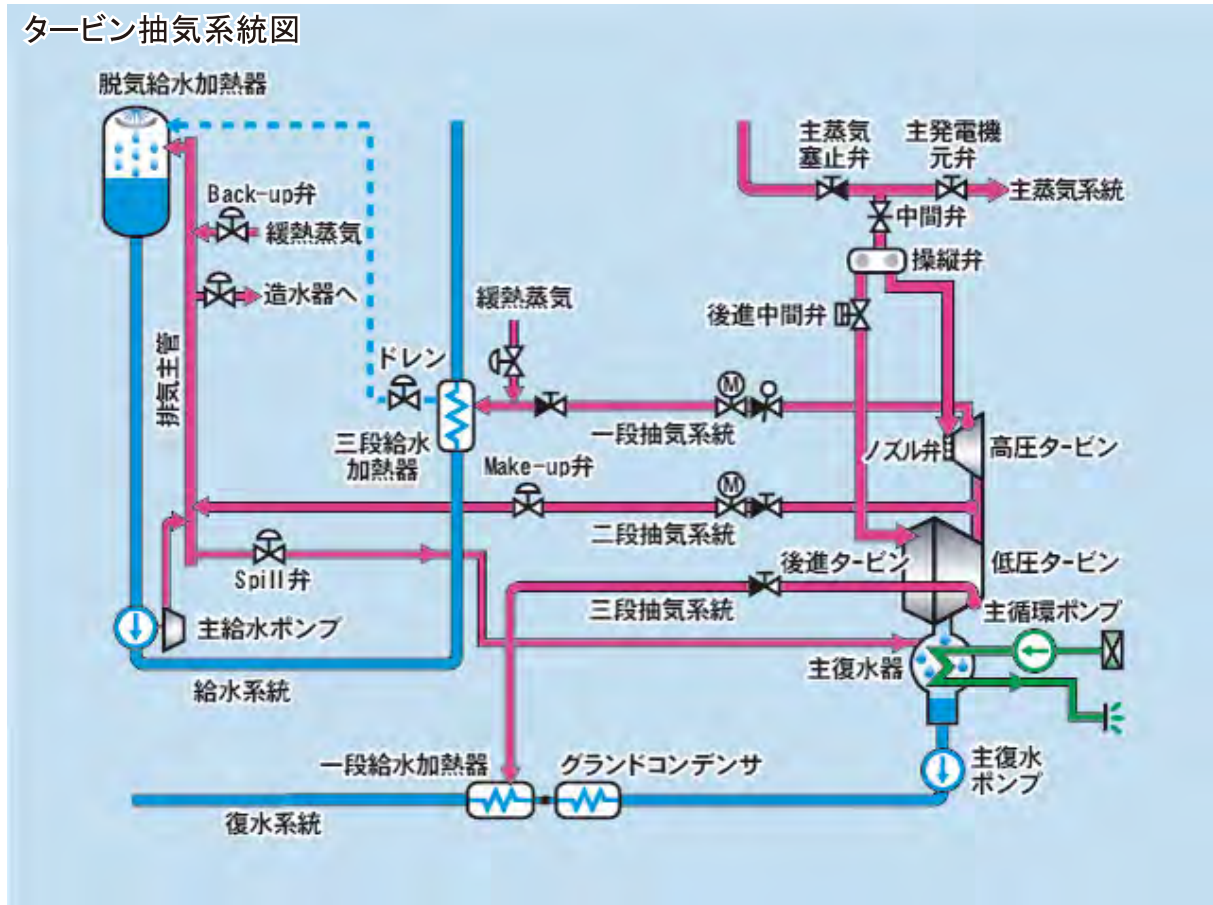 タービン抽気系統図
脱気給水加熱器
主蒸気
塞止弁
主発電機
元弁
主蒸気系統
Back-up弁
緩熱蒸気
中間弁
操縦弁
造水器へ
緩熱蒸気
後進中間弁
排気主管
ドレン
M
一段抽気系統
三段給水
加熱器
ノズル弁
高圧タービン
Make-up弁
M
二段抽気系統
Spill弁
後進タービン
低圧タービン
三段抽気系統
主循環ポンプ
主給水ポンプ
主復水器
給水系統
一段給水加熱器
グランドコンデンサ
主復水
ポンプ
復水系統